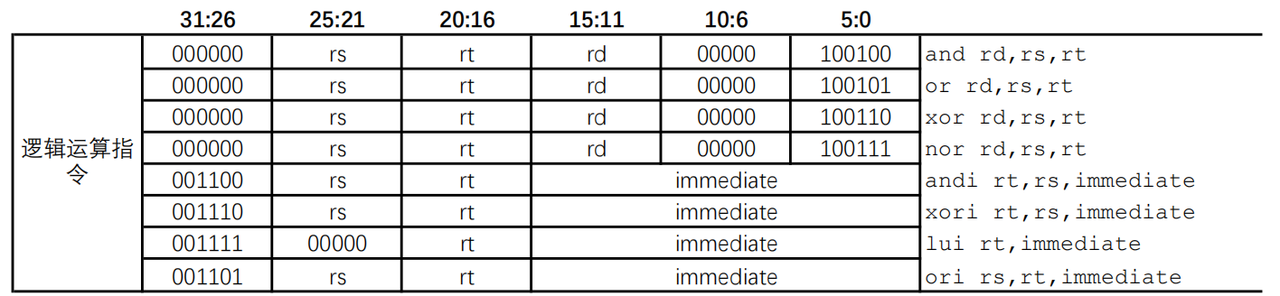 31:26 25:21 20:16 15:11 10:6 5:0
逻辑运算指令
000000 rs rt rd 00000 100100 and rd,rs,rt
000000 rs rt rd 00000 100101 or rd,rs,rt
000000 rs rt rd 00000 100110 xor rd,rs,rt
000000 rs rt rd 00000 100111 nor rd,rs,rt
001100 rs rt immediate andi rt,rs,immediate
001110 rs rt immediate xori rt,rs,immediate
001111 00000 rt immediate lui rt,immediate
001101 rs rt immediate ori rs,rt,immediate